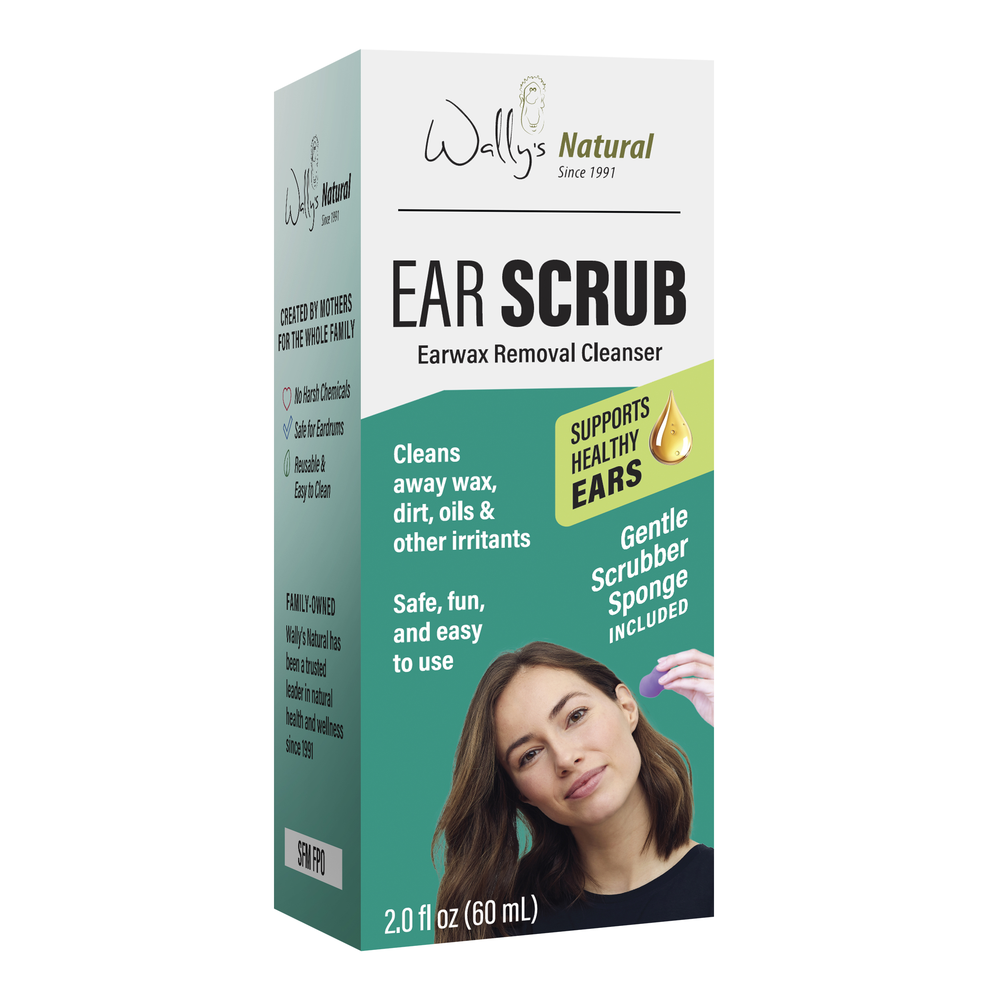 Wally's Natural
Since 1991
EAR SCRUB
Earwax Removal Cleanser
SUPPORTS
HEALTHY
EARS
Cleans
away wax,
dirt, oils &
other irritants
Gentle
Scrubber
Sponge
INCLUDED
Safe, fun,
and easy
to use
2.0 fl oz (60 mL)
Wally's Natural
Since 1991
CREATED BY MOTHERS
FOR THE WHOLE FAMILY
No Harsh Chemicals
Safe for Eardrums
Reusable &
Easy to Clean
FAMILY-OWNED
Wally's Natural has
been a trusted
leader in natural
health and wellness
since 1991
SFM FPO